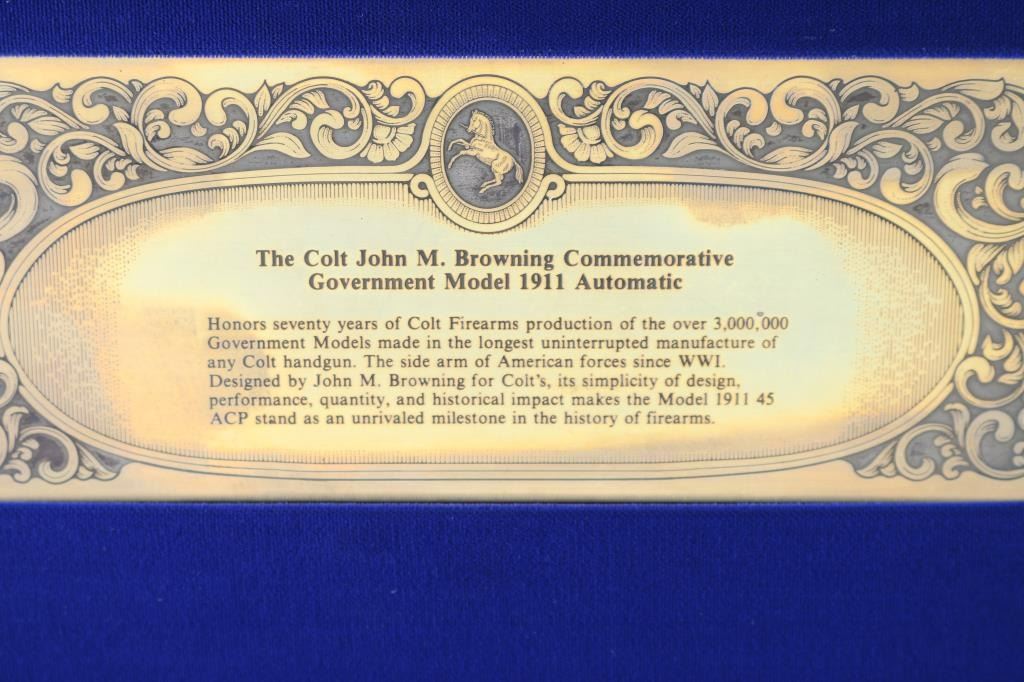 The Colt John M. Browning Commemorative
Government Model 1911 Automatic
Honors seventy years of Colt Firearms production of the over 3,000,000
Government Models made in the longest uninterrupted manufacture of
any Colt handgun. The side arm of American forces since WWI.
Designed by John M. Browning for Colt's, its simplicity of design,
performance, quantity, and historical impact makes the Model 1911 45
ACP stand as an unrivaled milestone in the history of firearms.